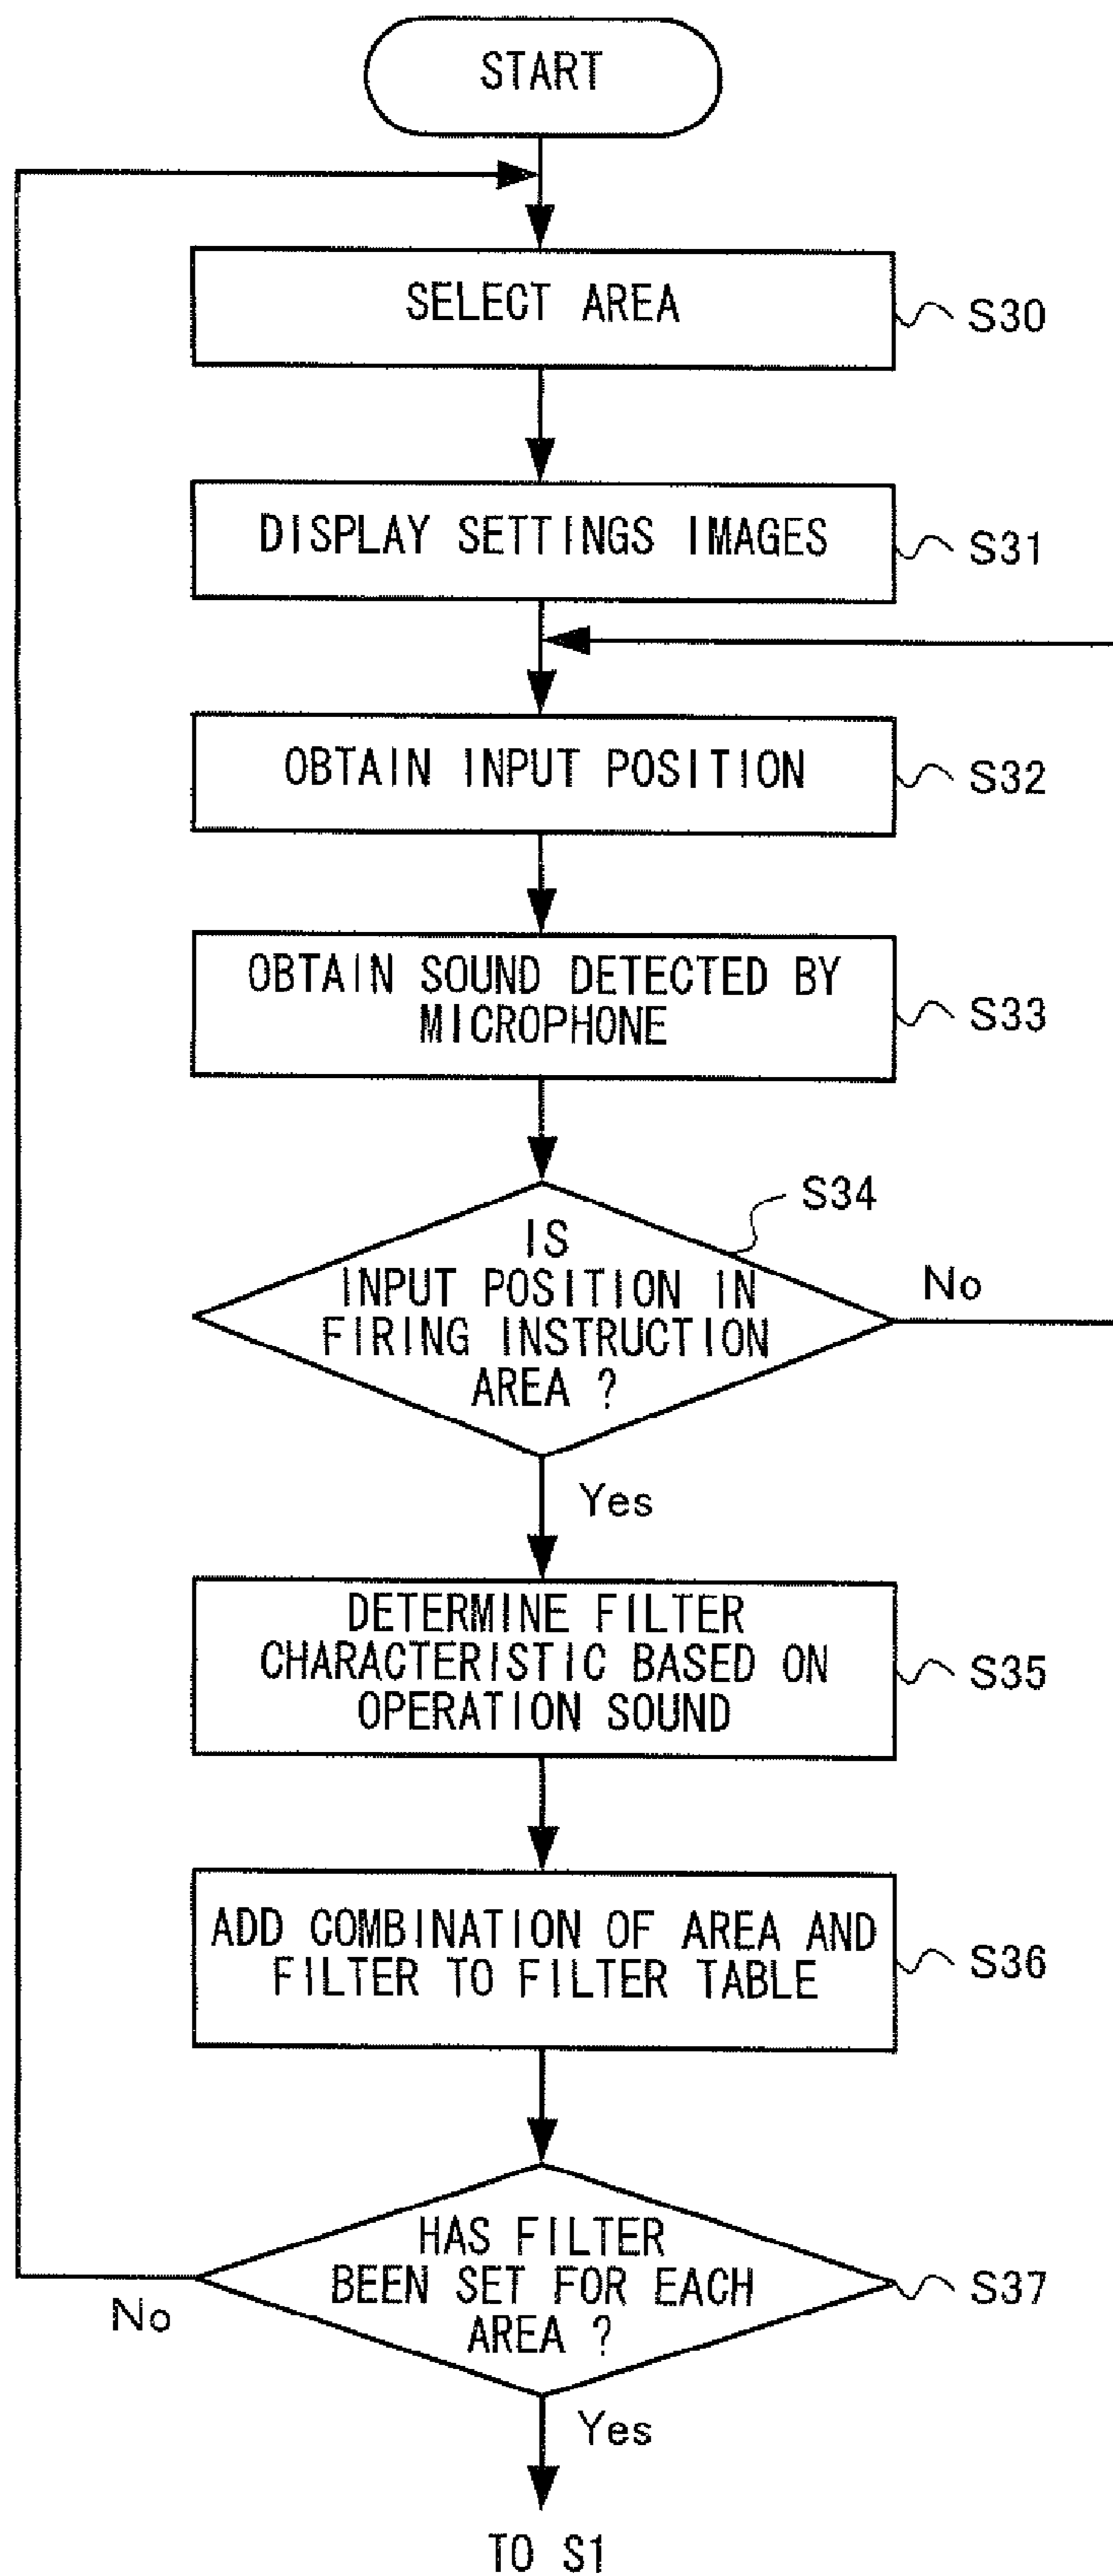 START
SELECT AREA
S30
DISPLAY SETTINGS IMAGES
S31
OBTAIN INPUT POSITION
S32
OBTAIN SOUND DETECTED BY
MICROPHONE
S33
S34
IS
INPUT POSITION IN
FIRING INSTRUCTION
AREA ?
No
Yes
DETERMINE FILTER
CHARACTERISTIC BASED ON
OPERATION SOUND
S35
ADD COMBINATION OF AREA AND
FILTER TO FILTER TABLE
S36
HAS FILTER
BEEN SET FOR EACH
AREA ?
S37
No
Yes
TO S1